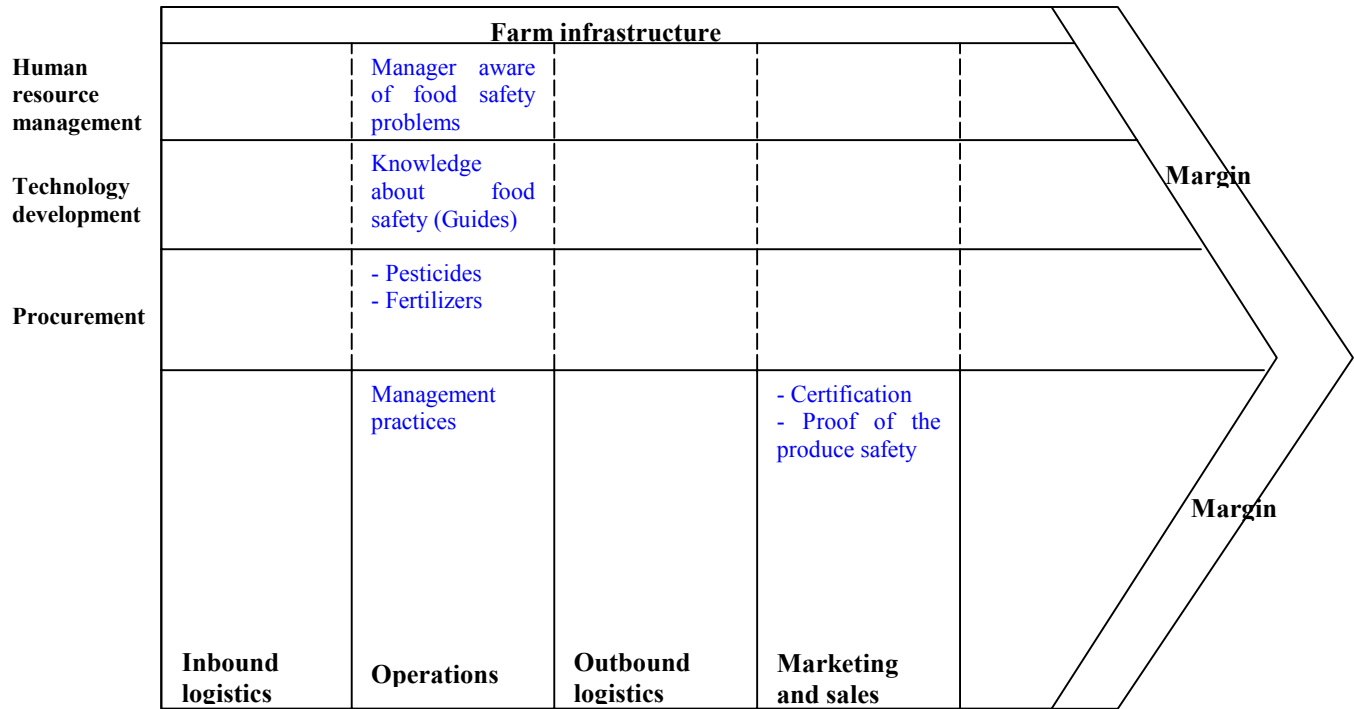 Farm infrastructure
Human
resource
management
Manager aware
of food safety
problems
Technology
development
Knowledge
about food
safety (Guides)
Margin
Procurement
- Pesticides
- Fertilizers
Management
practices
- Certification
- Proof of the
produce safety
Margin
Inbound
logistics
Operations
Outbound
logistics
Marketing
and sales